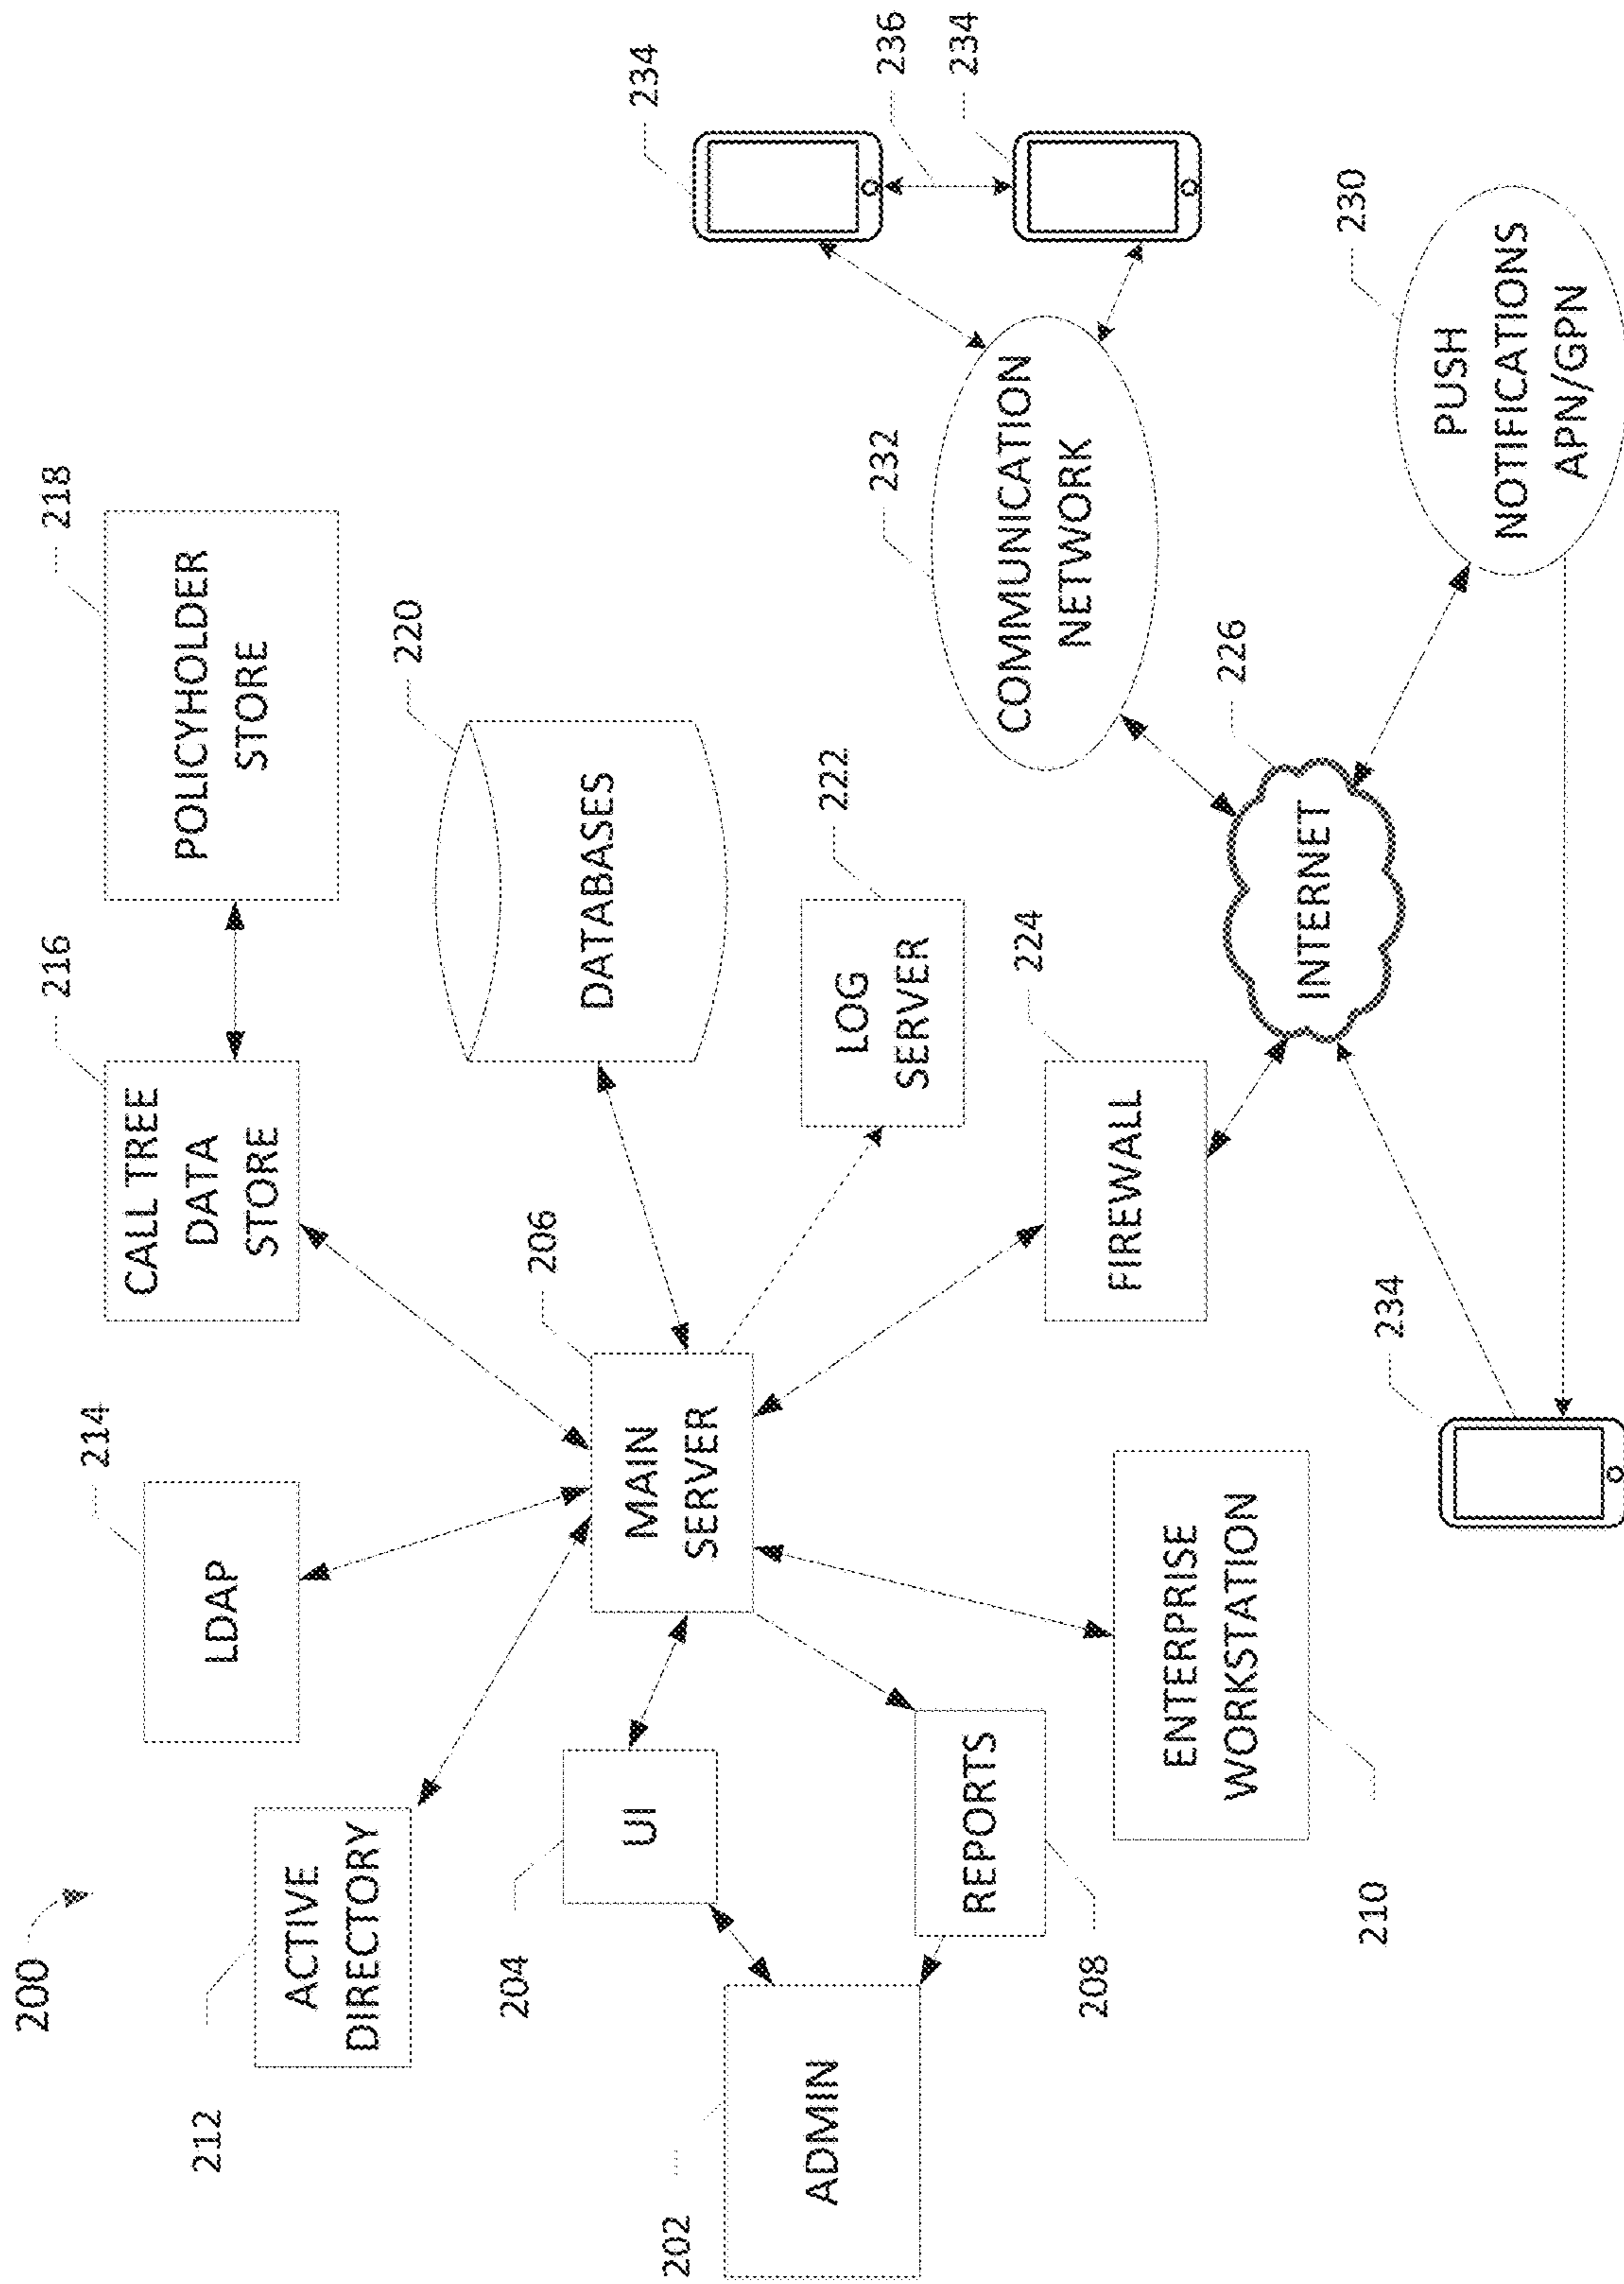 200
212
ACTIVE
DIRECTORY
214
LDAP
216
CALL TREE
DATA
STORE
218
POLICYHOLDER
STORE
220
DATABASES
204
UI
206
MAIN
SERVER
222
LOG
SERVER
202
ADMIN
208
REPORTS
210
ENTERPRISE
WORKSTATION
224
FIREWALL
226
INTERNET
232
COMMUNICATION
NETWORK
234
236
234
230
PUSH
NOTIFICATIONS
APN/GPN
234